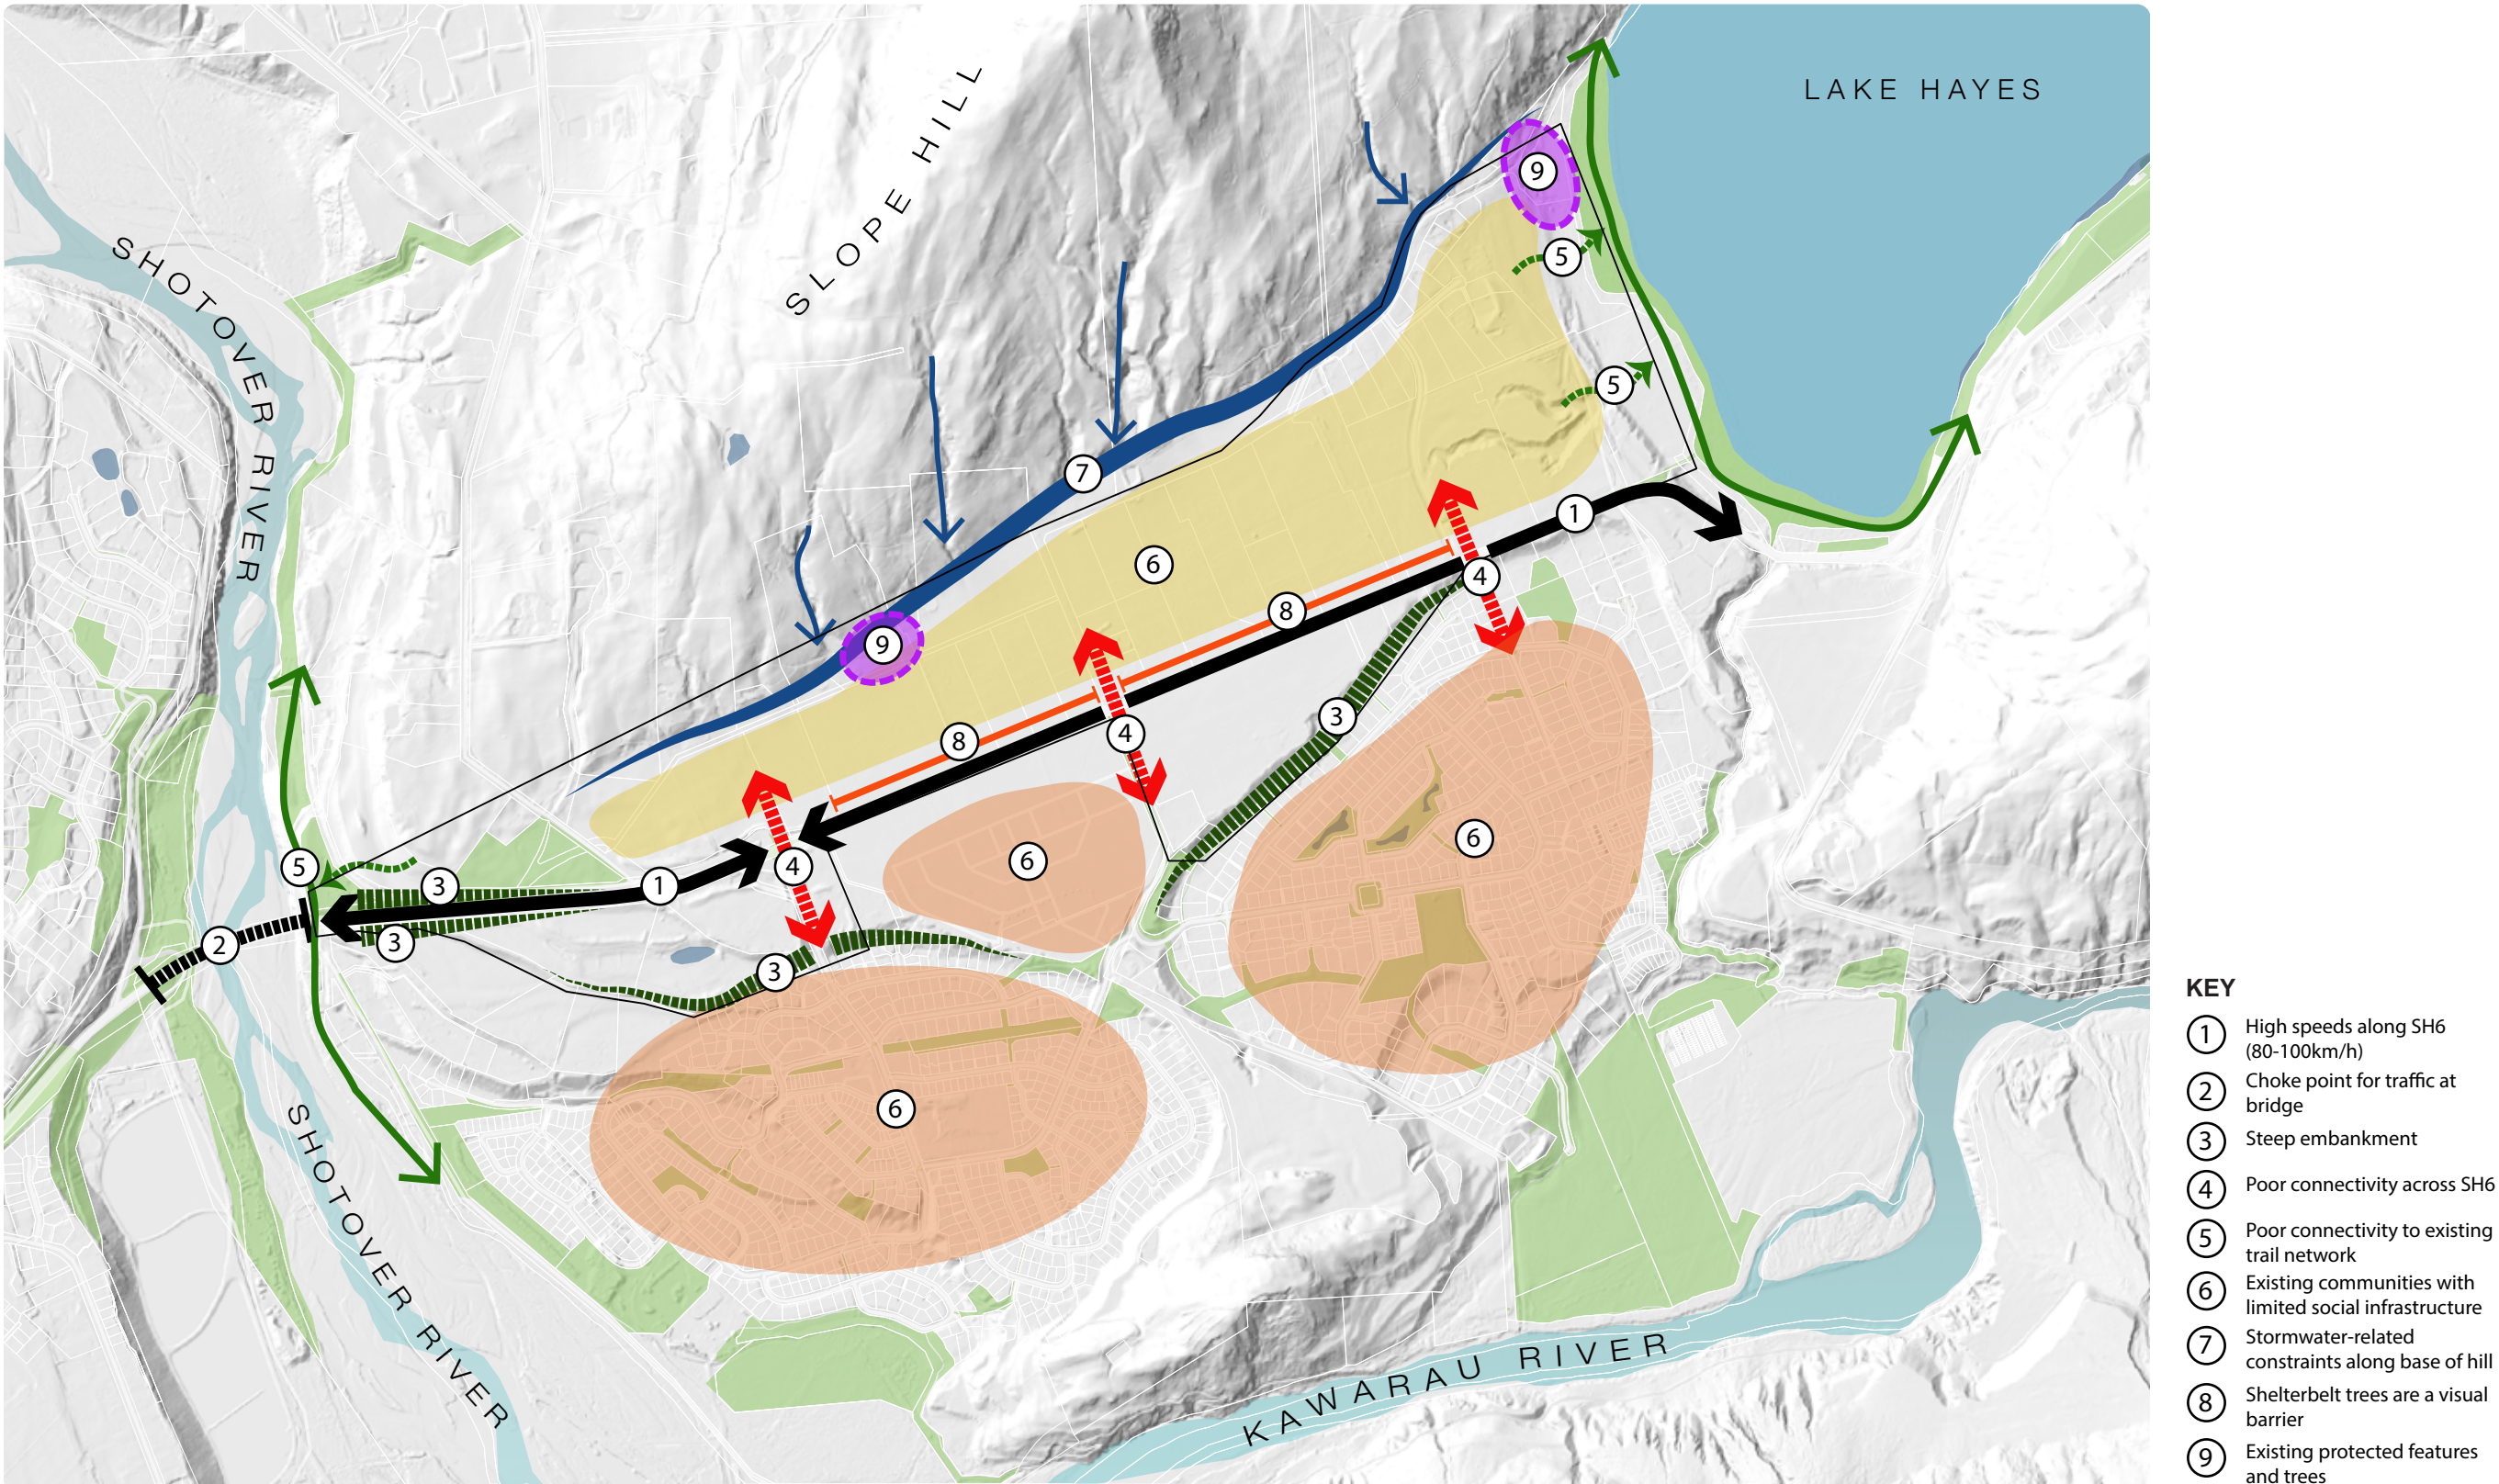 LAKE HAYES
SLOPE HILL
SHOTOVER RIVER
9
5
5
7
1
6
4
8
9
3
4
8
6
4
6
5
3
1
2
3
3
6
SHOTOVER RIVER
KAWARAU RIVER
KEY
1 High speeds along SH6
(80-100km/h)
2 Choke point for traffic at
bridge
3 Steep embankment
4 Poor connectivity across SH6
5 Poor connectivity to existing
trail network
6 Existing communities with
limited social infrastructure
7 Stormwater-related
constraints along base of hill
8 Shelterbelt trees are a visual
barrier
9 Existing protected features
and trees